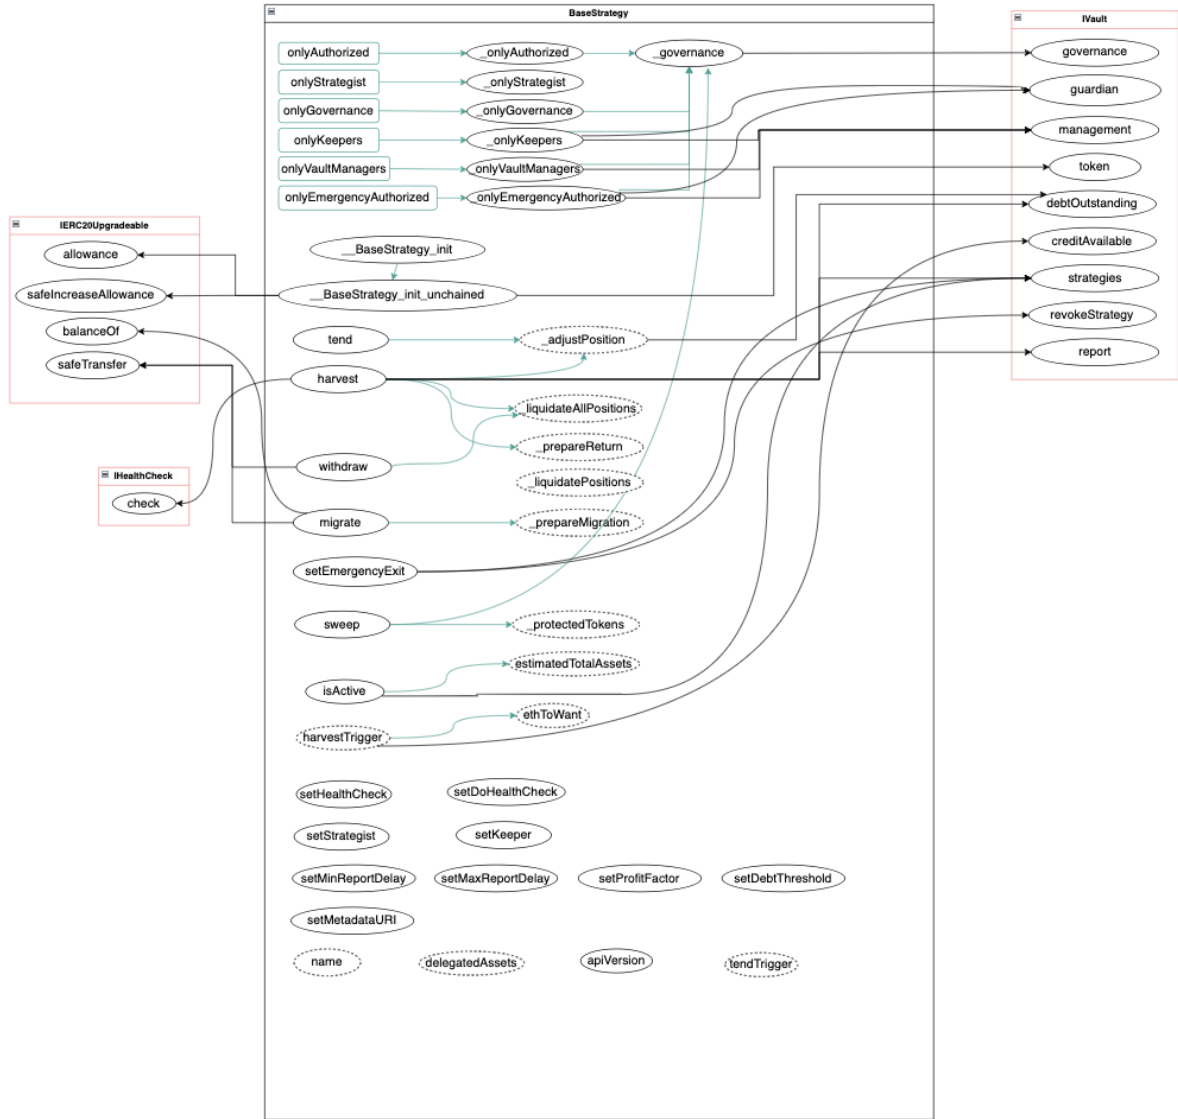 BaseStrategy
IVault
onlyAuthorized
_onlyAuthorized
_governance
governance
onlyStrategist
_onlyStrategist
guardian
onlyGovernance
_onlyGovernance
onlyKeepers
_onlyKeepers
management
onlyVaultManagers
_onlyVaultManagers
token
onlyEmergencyAuthorized
_onlyEmergencyAuthorized
debtOutstanding
IERC20Upgradeable
creditAvailable
allowance
__BaseStrategy_init
strategies
safeIncreaseAllowance
__BaseStrategy_init_unchained
revokeStrategy
balanceOf
tend
_adjustPosition
report
safeTransfer
harvest
_liquidateAllPositions
_prepareReturn
IHealthCheck
withdraw
_liquidatePositions
check
migrate
_prepareMigration
setEmergencyExit
sweep
_protectedTokens
estimatedTotalAssets
isActive
ethToWant
harvestTrigger
setHealthCheck
setDoHealthCheck
setStrategist
setKeeper
setMinReportDelay
setMaxReportDelay
setProfitFactor
setDebtThreshold
setMetadataURI
name
delegatedAssets
apiVersion
tendTrigger